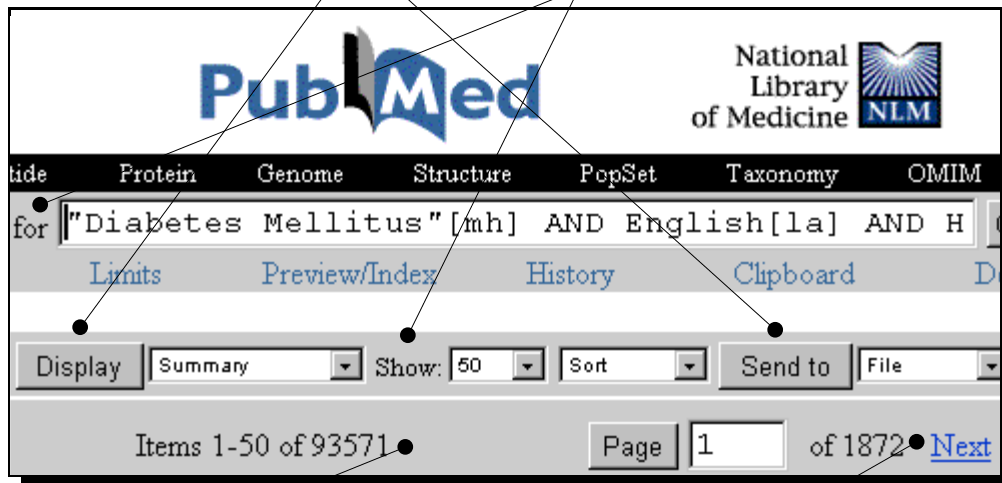 PubMed
National
Library
of Medicine NLM
tide Protein Genome Structure PopSet Taxonomy OMIM
for "Diabetes Mellitus"[mh] AND English[la] AND H
Limits Preview/Index History Clipboard D
Display Summary Show: 50 Sort Send to File
Items 1-50 of 93571 Page 1 of 1872 Next